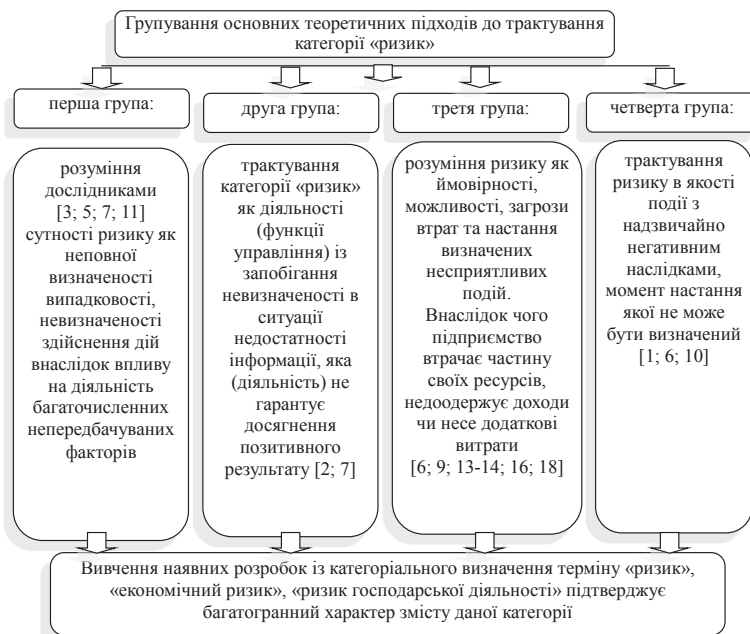 Групування основних теоретичних підходів до трактування
категорії «ризик»
перша група:
розуміння
дослідниками
[3; 5; 7; 11]
сутності ризику як
неповної
визначеності
випадковості,
невизначеності
здійснення дій
внаслідок впливу
на діяльність
багаточисленних
непередбачуваних
факторів
друга група:
трактування
категорії «ризик»
як діяльності
(функції
управління) із
запобігання
невизначеності в
ситуації
недостатності
інформації, яка
(діяльність) не
гарантує
досягнення
позитивного
результату [2; 7]
третя група:
розуміння ризику як
ймовірності,
можливості, загрози
втрат та настання
визначених
несприятливих
подій.
Внаслідок чого
підприємство
втрачає частину
своїх ресурсів,
недоодержує доходи
чи несе додаткові
витрати
[6; 9; 13-14; 16; 18]
четверта група:
трактування
ризику в якості
події з
надзвичайно
негативним
наслідками,
момент настання
якої не може
бути визначений
[1; 6; 10]
Вивчення наявних розробок із категоріального визначення терміну «ризик»,
«економічний ризик», «ризик господарської діяльності» підтверджує
багатогранний характер змісту даної категорії